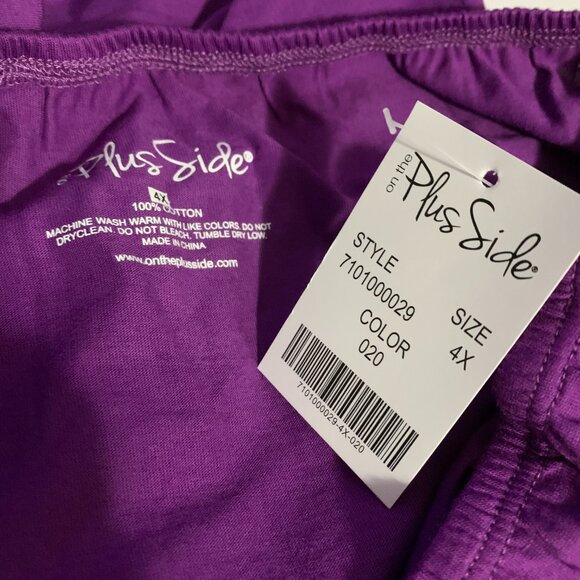 Plus Side®
4X
100% COTTON
MACHINE WASH WARM WITH LIKE COLORS. DO NOT
DRYCLEAN. DO NOT BLEACH. TUMBLE DRY LOW.
MADE IN CHINA
www.ontheplusside.com
on the
Plus Side®
STYLE
7101000029
SIZE
4X
COLOR
020
7101000029-4X-020